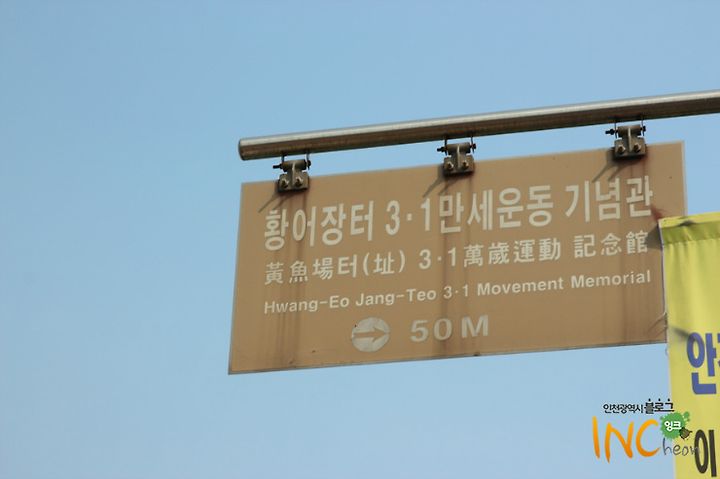 황어장터 3·1만세운동 기념관
黃魚場터(址) 3·1萬歲運動 記念館
Hwang-Eo Jang-Teo 3·1 Movement Memorial
50M
안
이
인천광역시 블로그
잉크
INCheon